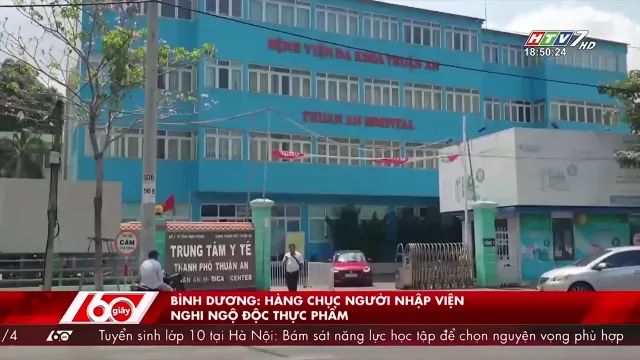 HTV7 HD
18:50:24
BỆNH VIỆN ĐA KHOA THUẬN AN
THUAN AN HOSPITAL
50B
CẤM
TRUNG TÂM Y TẾ
THÀNH PHỐ THUẬN AN
60 giây
BÌNH DƯƠNG: HÀNG CHỤC NGƯỜI NHẬP VIỆN
NGHI NGỘ ĐỘC THỰC PHẨM
/4
Tuyển sinh lớp 10 tại Hà Nội: Bám sát năng lực học tập để chọn nguyện vọng phù hợp